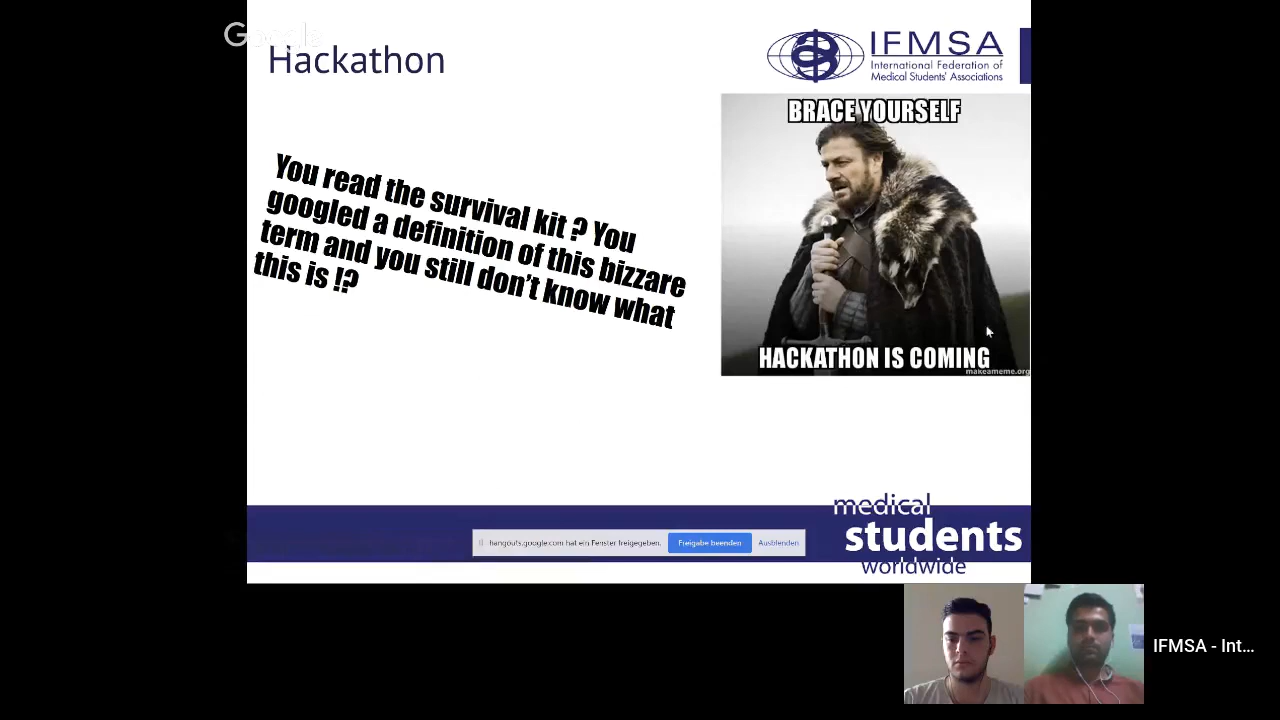 Google
Hackathon
IFMSA
International Federation of
Medical Students' Associations
BRACE YOURSELF
You read the survival kit ? You
googled a definition of this bizzare
term and you still don't know what
this is !?
HACKATHON IS COMING
makeameme.org
medical
students
worldwide
hangouts.google.com hat ein Fenster freigegeben.
Freigabe beenden
Ausblenden
IFMSA - Int...